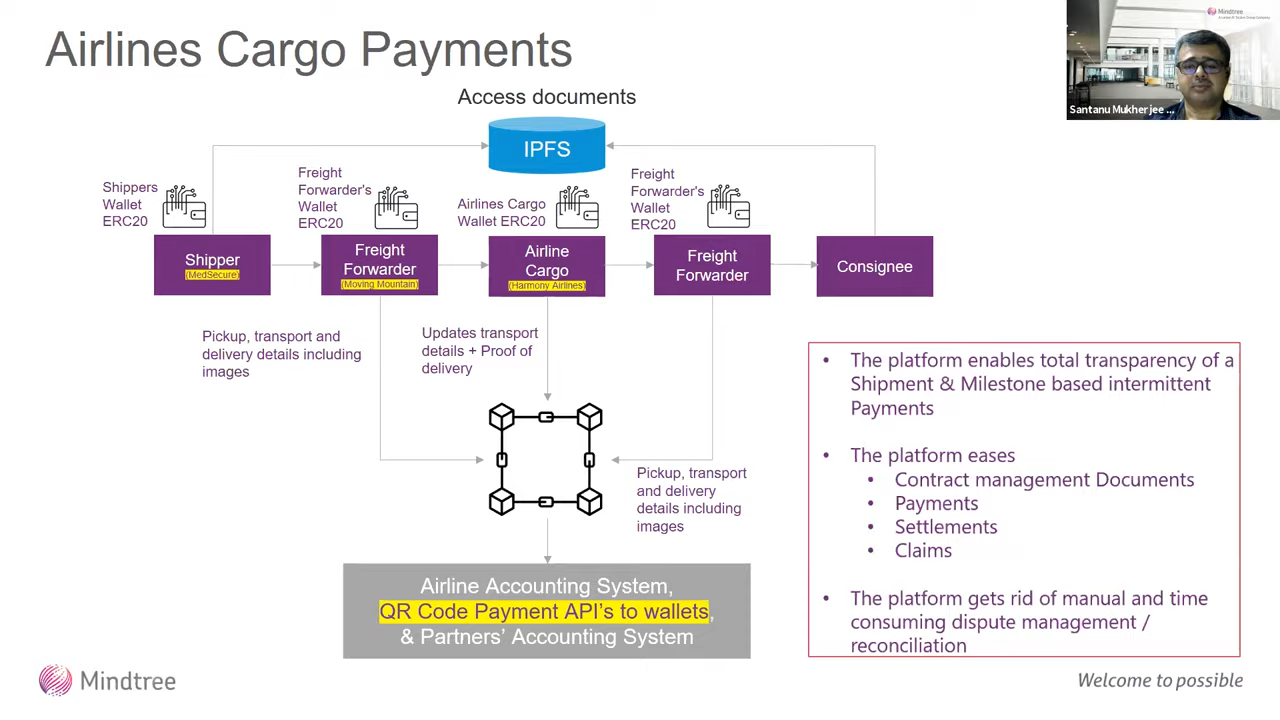 Airlines Cargo Payments
Mindtree
Santanu Mukherjee ...
Access documents
IPFS
Shippers
Wallet
ERC20
Freight
Forwarder's
Wallet
ERC20
Airlines Cargo
Wallet ERC20
Freight
Forwarder's
Wallet
ERC20
Shipper
(MedSecure)
Freight
Forwarder
(Moving Mountain)
Airline
Cargo
(Harmony Airlines)
Freight
Forwarder
Consignee
Pickup, transport and
delivery details including
images
Updates transport
details + Proof of
delivery
Pickup, transport
and delivery
details including
images
Airline Accounting System,
QR Code Payment API's to wallets,
& Partners' Accounting System
• The platform enables total transparency of a
Shipment & Milestone based intermittent
Payments
• The platform eases
• Contract management Documents
• Payments
• Settlements
• Claims
• The platform gets rid of manual and time
consuming dispute management /
reconciliation
Mindtree
Welcome to possible